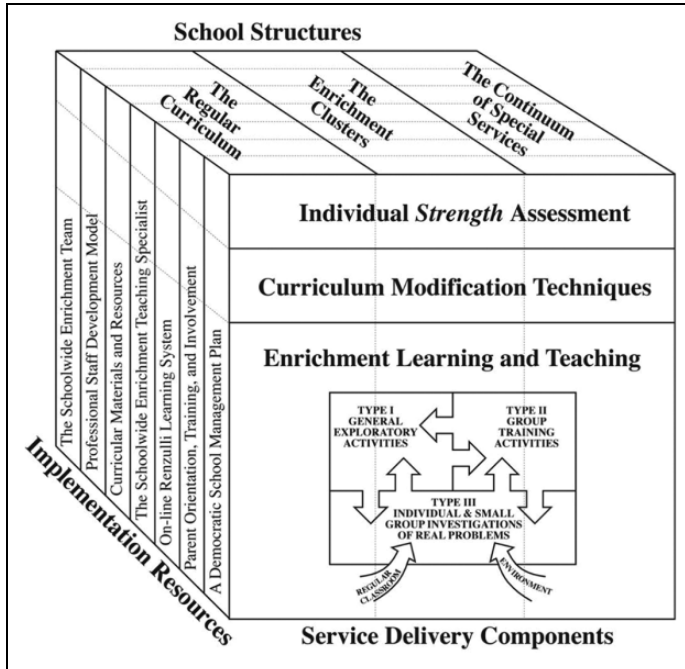 School Structures
The
Regular
Curriculum
The
Enrichment
Clusters
The Continuum
of Special
Services
Individual Strength Assessment
Curriculum Modification Techniques
Enrichment Learning and Teaching
TYPE I
GENERAL
EXPLORATORY
ACTIVITIES
TYPE II
GROUP
TRAINING
ACTIVITIES
TYPE III
INDIVIDUAL & SMALL
GROUP INVESTIGATIONS
OF REAL PROBLEMS
REGULAR
CLASSROOM
ENVIRONMENT
The Schoolwide Enrichment Team
Professional Staff Development Model
Curricular Materials and Resources
The Schoolwide Enrichment Teaching Specialist
On-line Renzulli Learning System
Parent Orientation, Training, and Involvement
A Democratic School Management Plan
Implementation Resources
Service Delivery Components